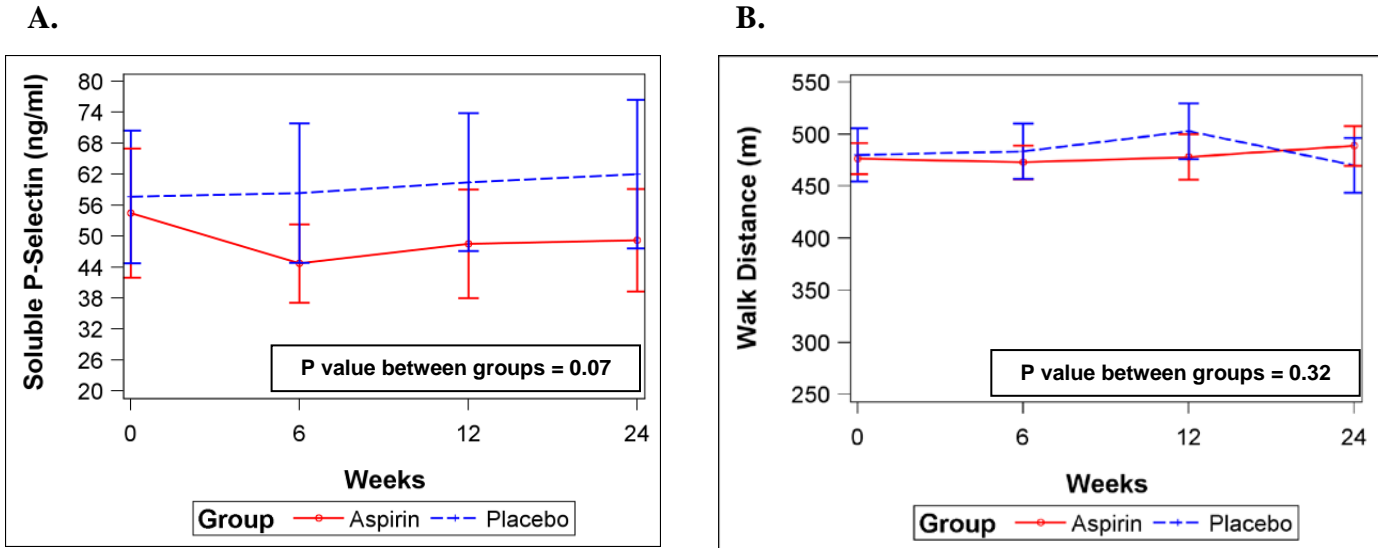 A.
Soluble P-Selectin (ng/ml)
80
74
68
62
56
50
44
38
32
26
20
P value between groups = 0.07
0 6 12 24
Weeks
Group Aspirin Placebo
B.
Walk Distance (m)
550
500
450
400
350
300
250
P value between groups = 0.32
0 6 12 24
Weeks
Group Aspirin Placebo